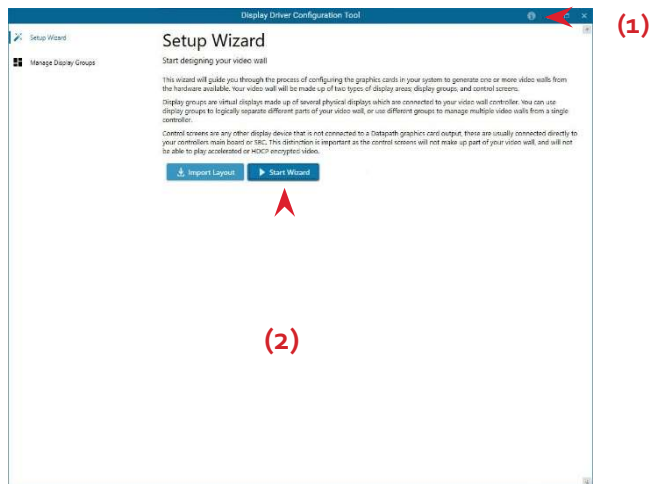 Display Driver Configuration Tool
(1)
Setup Wizard
Manage Display Groups
Setup Wizard
Start designing your video wall
This wizard will guide you through the process of configuring the graphics cards in your system to generate one or more video walls from
the hardware available. Your video wall will be made up of two types of display areas; display groups, and control screens.
Display groups are virtual displays made up of several physical displays which are connected to your video wall controller. You can use
display groups to logically separate different parts of your video wall, or use different groups to manage multiple video walls from a single
controller.
Control screens are any other display device that is not connected to a Datapath graphics card output, these are usually connected directly to
your controllers main board or SBC. This distinction is important as the control screens will not make up part of your video wall, and will not
be able to play accelerated or HDCP encrypted video.
Import Layout
Start Wizard
(2)